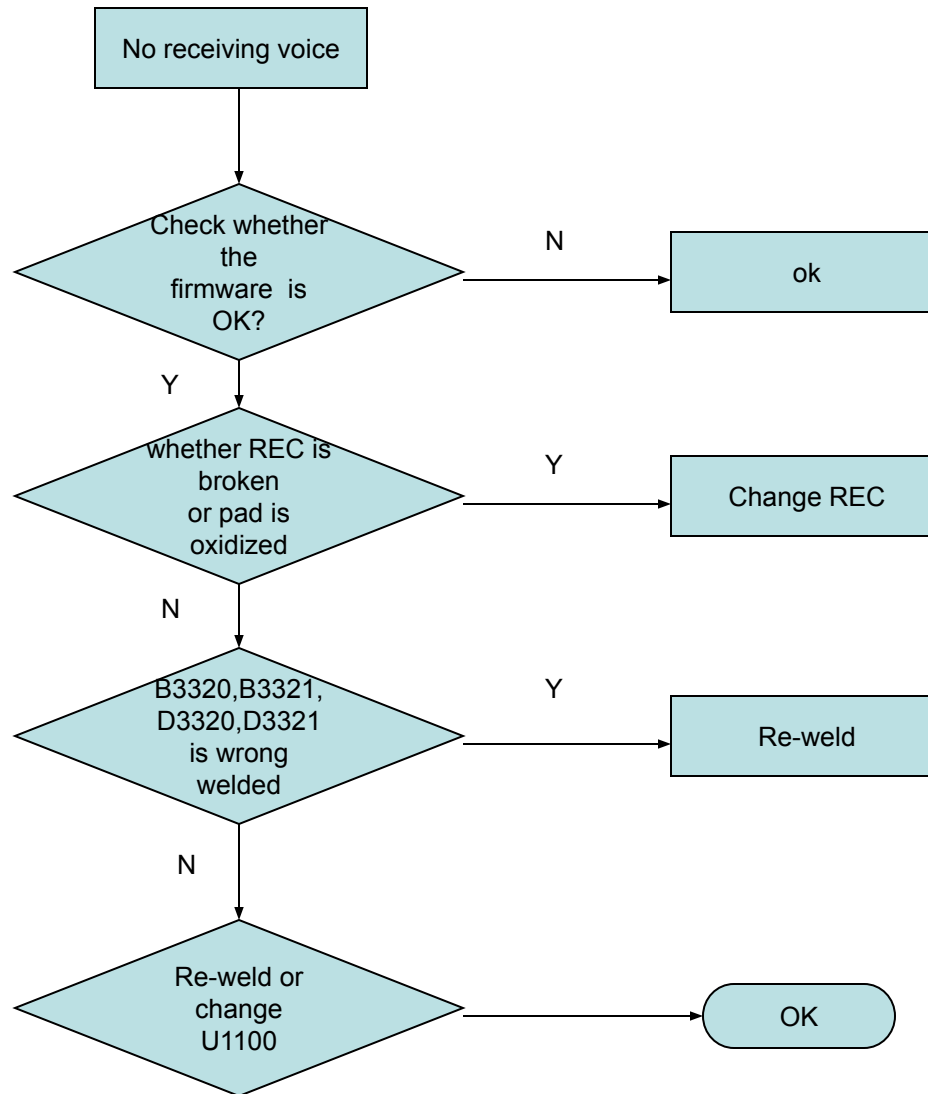 No receiving voice
Check whether
the
firmware  is
OK?
N
ok
Y
whether REC is
broken
or pad is
oxidized
Y
Change REC
N
B3320,B3321,
D3320,D3321
is wrong
welded
Y
Re-weld
N
Re-weld or
change
U1100
OK